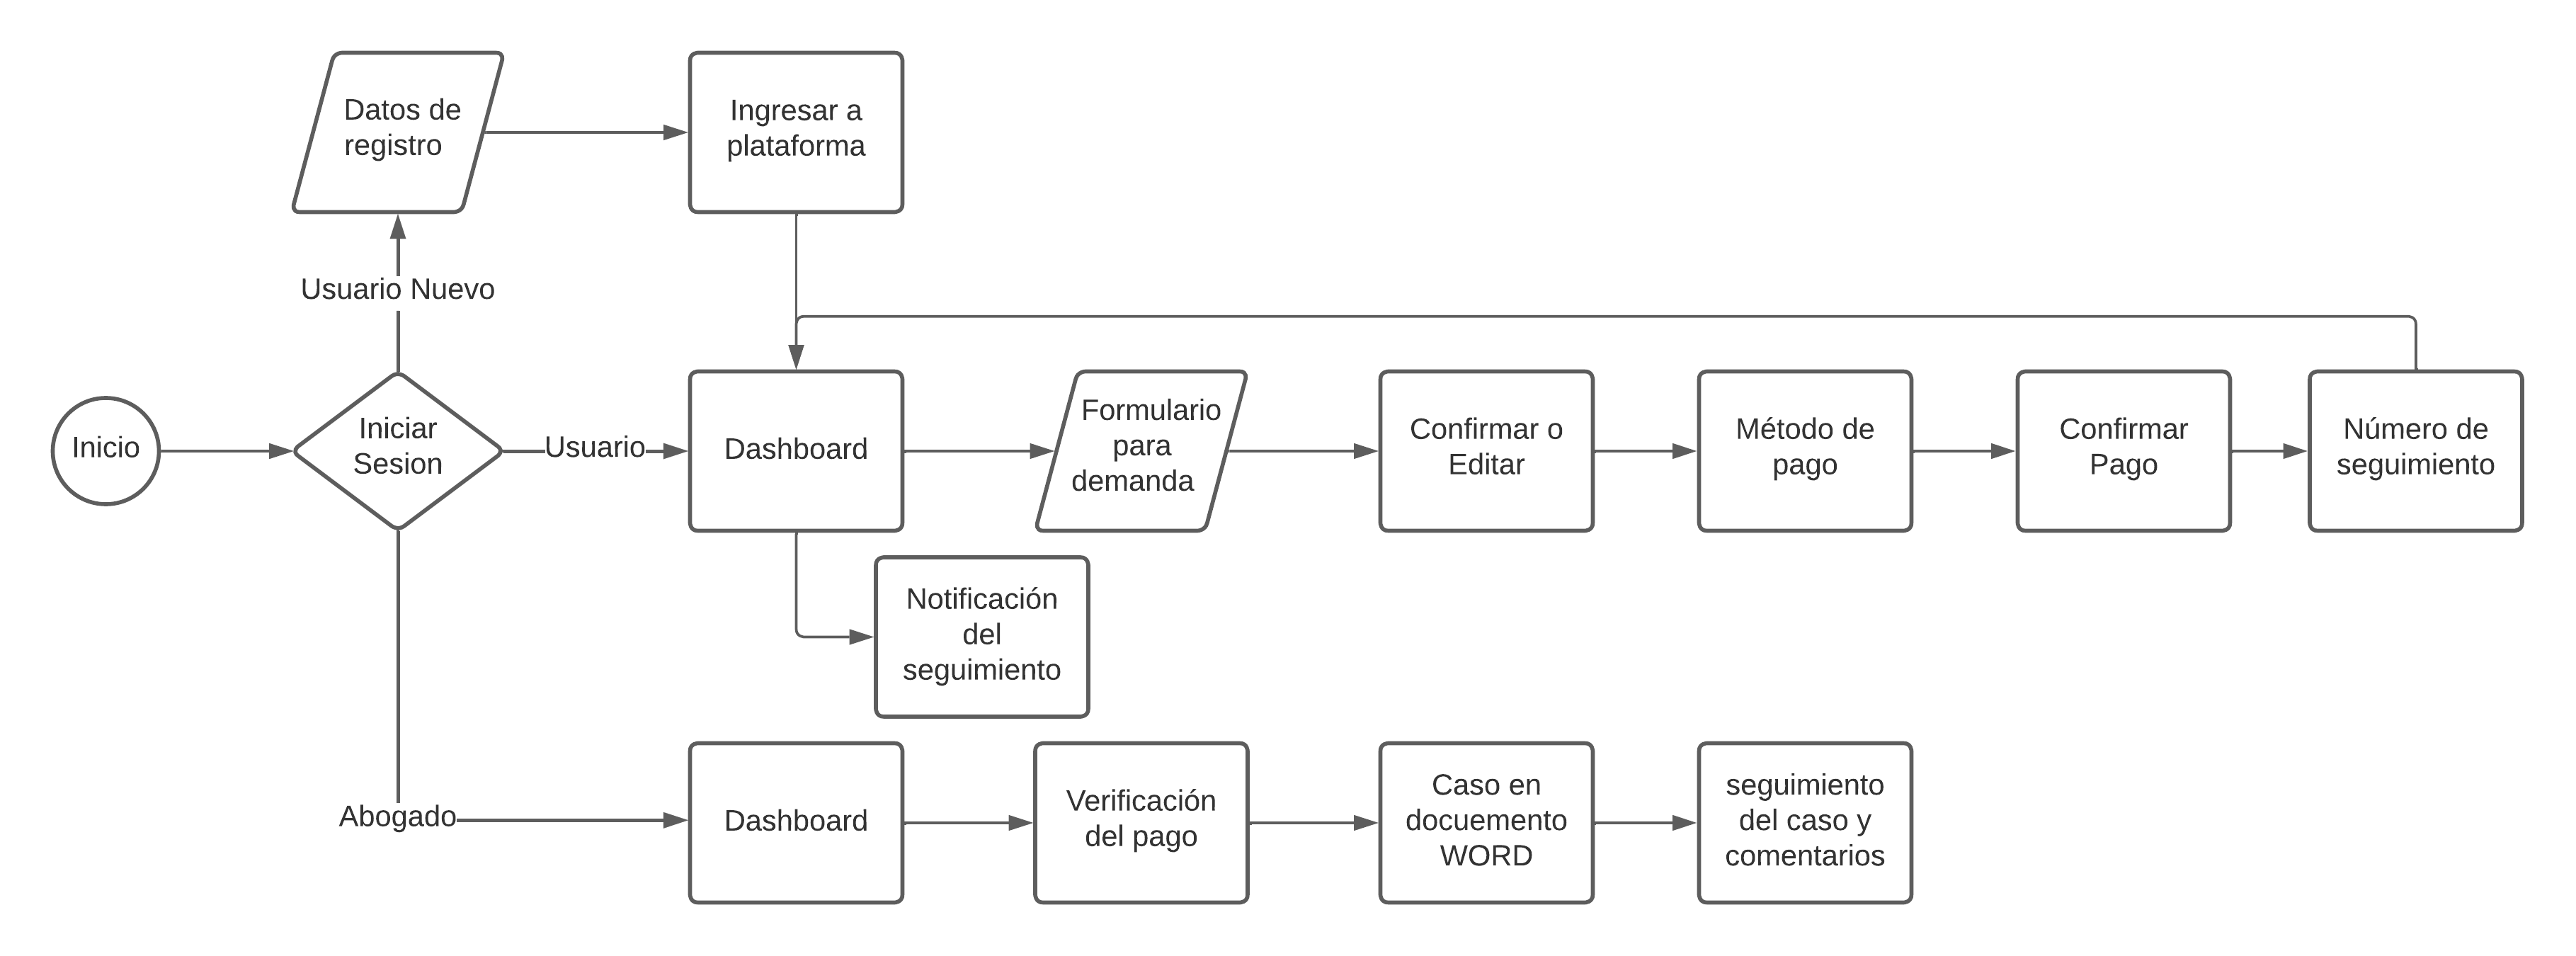 Datos de
registro
Ingresar a
plataforma
Usuario Nuevo
Inicio
Iniciar
Sesion
Usuario
Dashboard
Formulario
para
demanda
Confirmar o
Editar
Método de
pago
Confirmar
Pago
Número de
seguimiento
Notificación
del
seguimiento
Abogado
Dashboard
Verificación
del pago
Caso en
docuemento
WORD
seguimiento
del caso y
comentarios